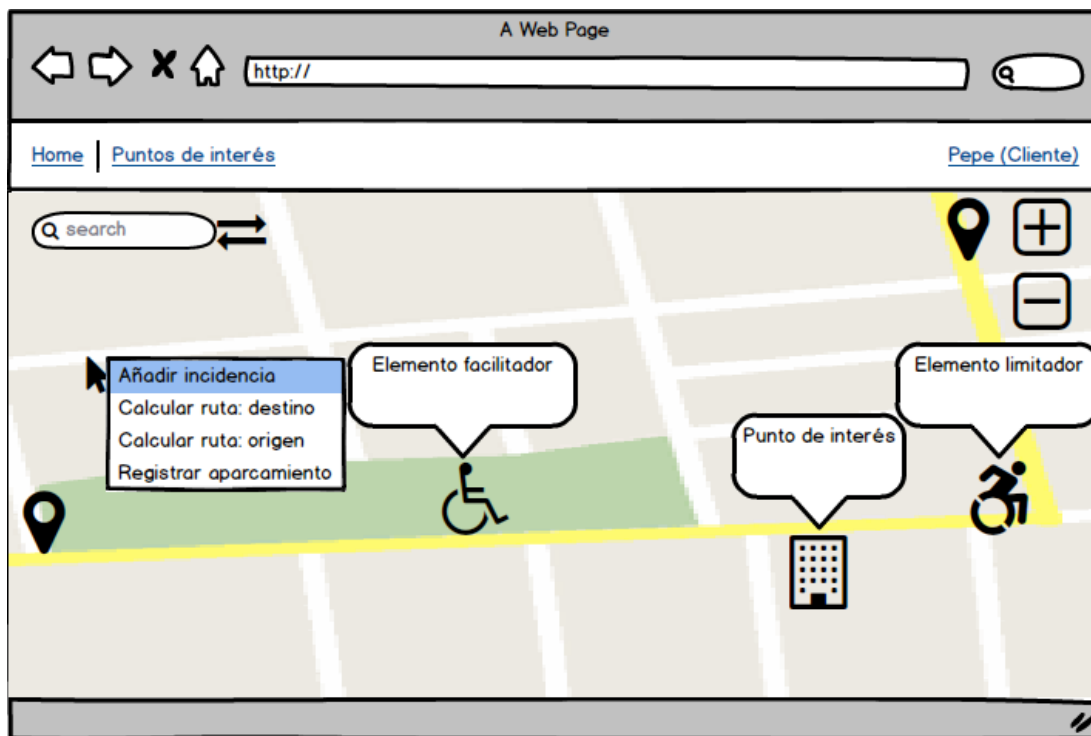 A Web Page
http://
Home
Puntos de interés
Pepe (Cliente)
search
Añadir incidencia
Calcular ruta: destino
Calcular ruta: origen
Registrar aparcamiento
Elemento facilitador
Punto de interés
Elemento limitador